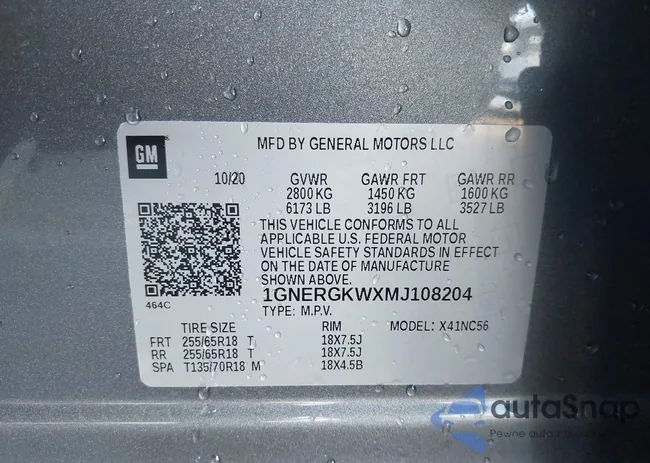 GM
MFD BY GENERAL MOTORS LLC
10/20 GVWR GAWR FRT GAWR RR
2800 KG 1450 KG 1600 KG
6173 LB 3196 LB 3527 LB
THIS VEHICLE CONFORMS TO ALL
APPLICABLE U.S. FEDERAL MOTOR
VEHICLE SAFETY STANDARDS IN EFFECT
ON THE DATE OF MANUFACTURE
SHOWN ABOVE.
464C
1GNERGKWXMJ108204
TYPE: M.P.V.
TIRE SIZE RIM MODEL: X41NC56
FRT 255/65R18 T 18X7.5J
RR 255/65R18 T 18X7.5J
SPA T135/70R18 M 18X4.5B
autaSnap
Pewne auta z